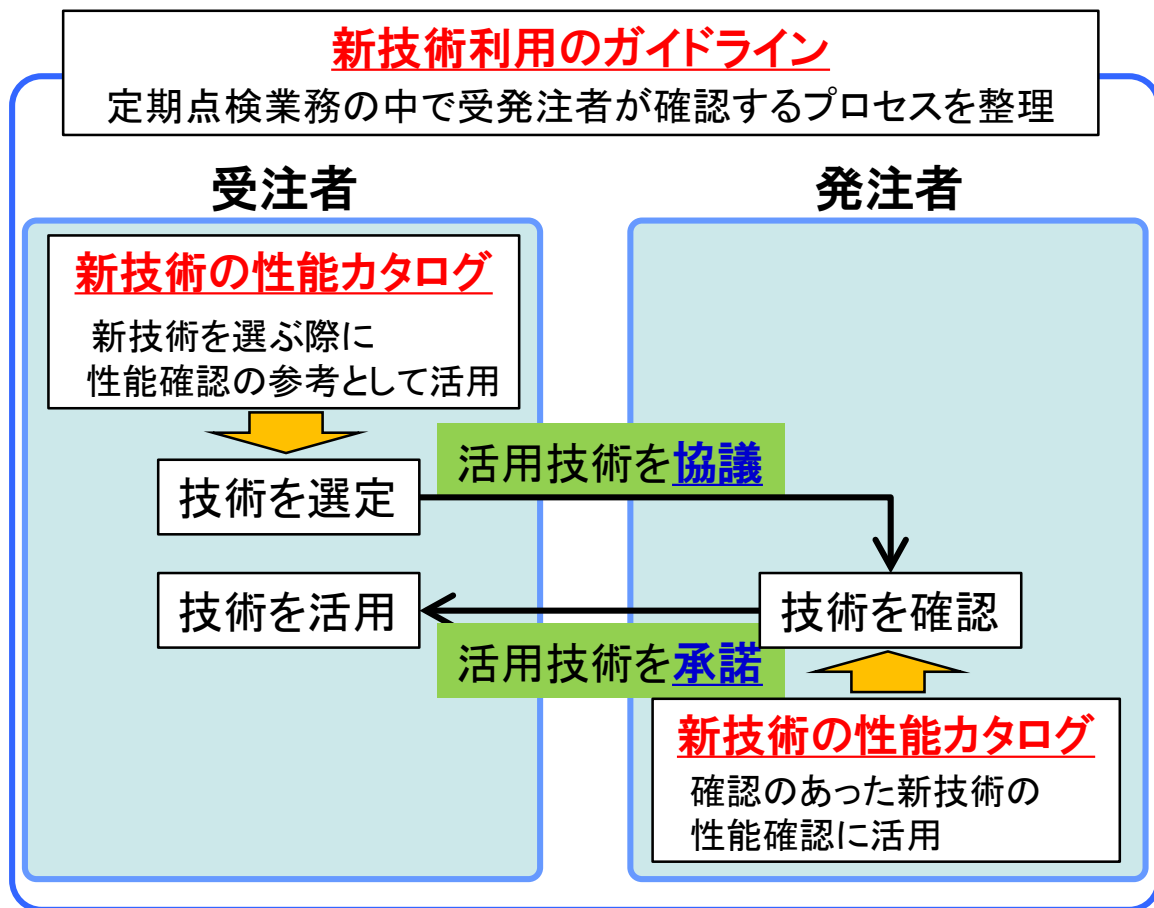 新技術利用のガイドライン
定期点検業務の中で受発注者が確認するプロセスを整理
受注者
発注者
新技術の性能カタログ
新技術を選ぶ際に
性能確認の参考として活用
活用技術を協議
技術を選定
技術を活用
技術を確認
活用技術を承諾
新技術の性能カタログ
確認のあった新技術の
性能確認に活用